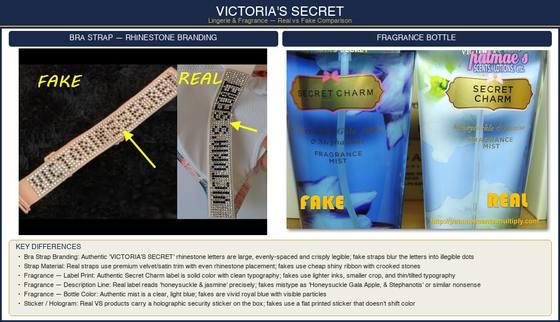 VICTORIA'S SECRET
Lingerie & Fragrance — Real vs Fake Comparison
BRA STRAP — RHINESTONE BRANDING
FRAGRANCE BOTTLE
FAKE
REAL
SECRET CHARM
FRAGRANCE
MIST
FAKE
SECRET
CHARM
FRAGRANCE
MIST
REAL
KEY DIFFERENCES
• Bra Strap Branding: Authentic 'VICTORIA'S SECRET' rhinestone letters are large, evenly-spaced and crisply legible; fake straps blur the letters into illegible dots
• Strap Material: Real straps use premium velvet/satin trim with even rhinestone placement; fakes use cheap shiny ribbon with crooked stones
• Fragrance — Label Print: Authentic Secret Charm label is solid color with clean typography; fakes use lighter inks, smaller crop, and thin/tilted typography
• Fragrance — Description Line: Real label reads 'honeysuckle & jasmine' precisely; fakes mistype as 'Honeysuckle Gala Apple, & Stephanotis' or similar nonsense
• Fragrance — Bottle Color: Authentic mist is a clear, light blue; fakes are vivid royal blue with visible particles
• Sticker / Hologram: Real VS products carry a holographic security sticker on the box; fakes use a flat printed sticker that doesn't shift color